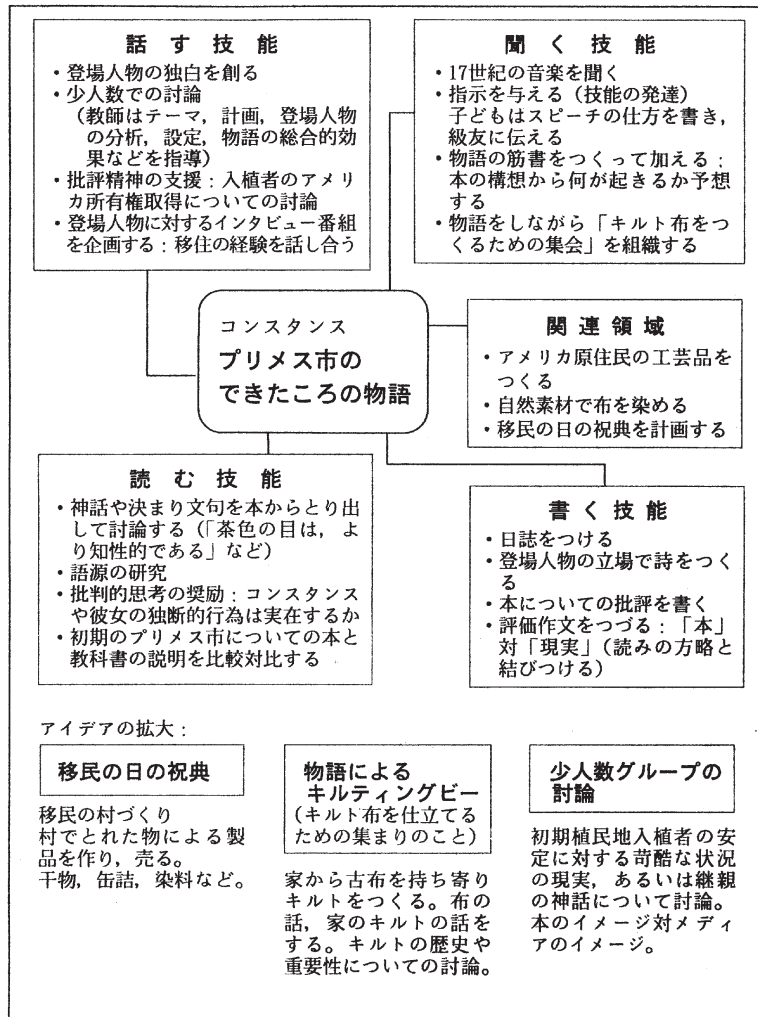 話す技能
・登場人物の独白を創る
・少人数での討論
（教師はテーマ，計画，登場人物
の分析，設定，物語の総合的効
果などを指導）
・批評精神の支援：入植者のアメリ
カ所有権取得についての討論
・登場人物に対するインタビュー番組
を企画する：移住の経験を話し合う
聞く技能
・17世紀の音楽を聞く
・指示を与える（技能の発達）
子どもはスピーチの仕方を書き，
級友に伝える
・物語の筋書をつくって加える：
本の構想から何が起きるか予想
する
・物語をしながら「キルト布をつ
くるための集会」を組織する
コンスタンス
プリメス市の
できたころの物語
関連領域
・アメリカ原住民の工芸品を
つくる
・自然素材で布を染める
・移民の日の祝典を計画する
読む技能
・神話や決まり文句を本からとり出
して討論する（「茶色の目は，よ
り知性的である」など）
・語源の研究
・批判的思考の奨励：コンスタンス
や彼女の独断的行為は実在するか
・初期のプリメス市についての本と
教科書の説明を比較対比する
書く技能
・日誌をつける
・登場人物の立場で詩をつく
る
・本についての批評を書く
・評価作文をつづる：「本」
対「現実」（読みの方略と
結びつける）
アイデアの拡大：
移民の日の祝典
移民の村づくり
村でとれた物による製
品を作り，売る。
干物，缶詰，染料など。
物語による
キルティングビー
（キルト布を仕立てる
ための集まりのこと）
家から古布を持ち寄り
キルトをつくる。布の
話，家のキルトの話を
する。キルトの歴史や
重要性についての討論。
少人数グループの
討論
初期植民地入植者の安
定に対する苛酷な状況
の現実，あるいは継親
の神話について討論。
本のイメージ対メディ
アのイメージ。